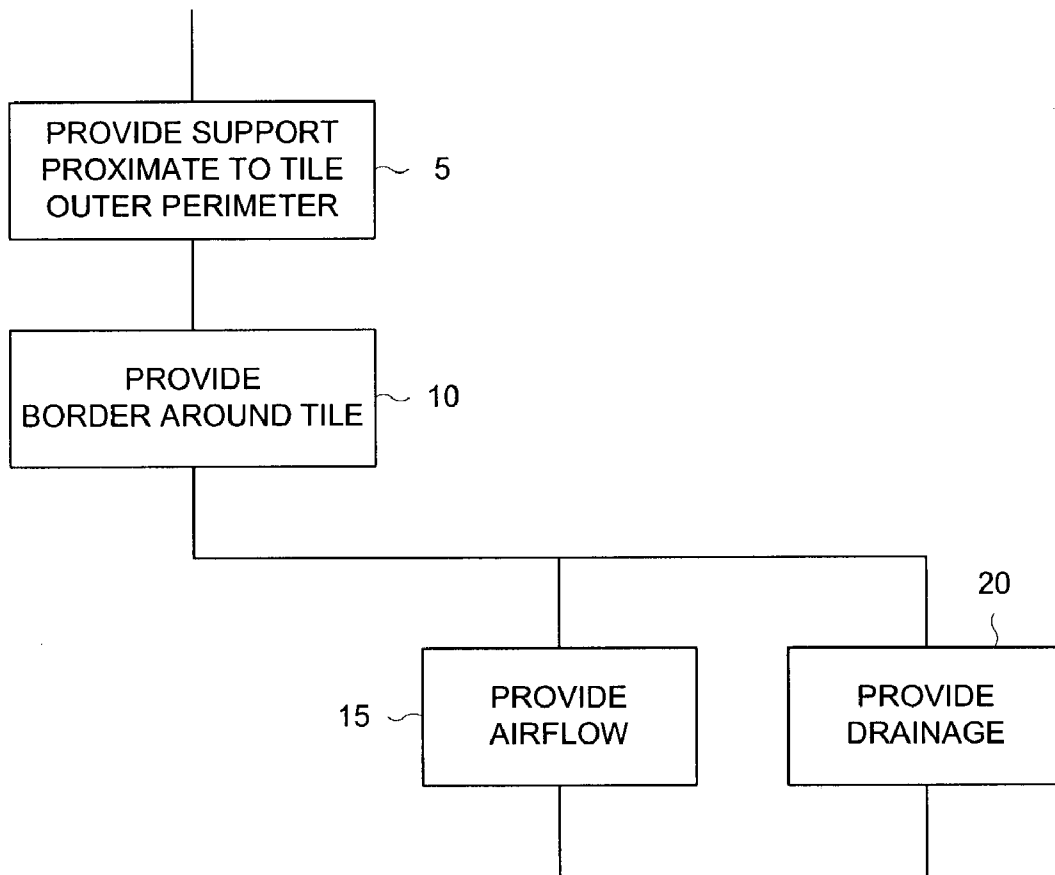 PROVIDE SUPPORT
PROXIMATE TO TILE
OUTER PERIMETER
5
PROVIDE
BORDER AROUND TILE
10
20
15
PROVIDE
AIRFLOW
PROVIDE
DRAINAGE